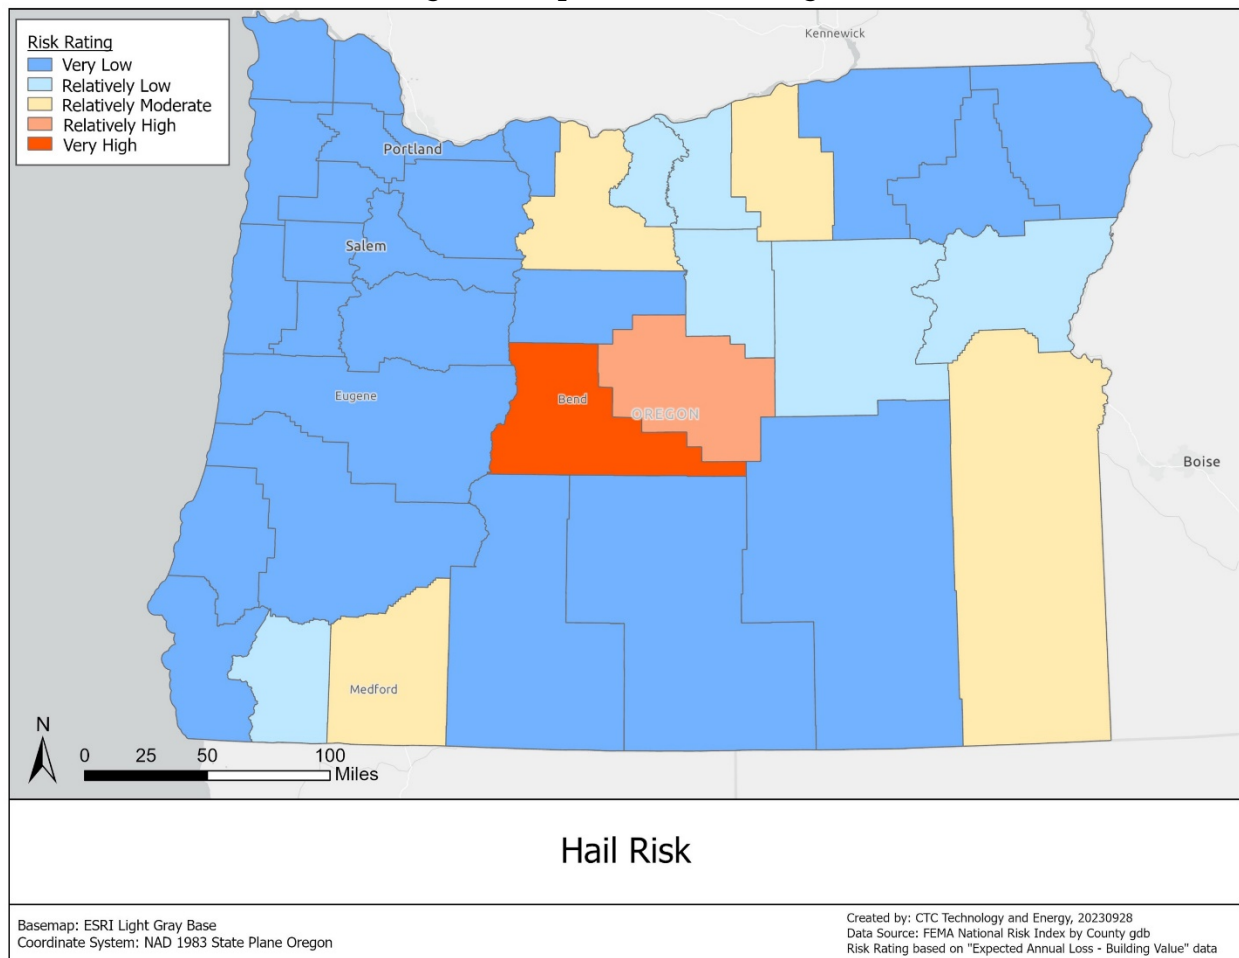 Risk Rating
Very Low
Relatively Low
Relatively Moderate
Relatively High
Very High
Kennewick
Portland
Salem
Eugene
Bend
OREGON
Boise
Medford
N
0 25 50 100
Miles
Hail Risk
Basemap: ESRI Light Gray Base
Coordinate System: NAD 1983 State Plane Oregon
Created by: CTC Technology and Energy, 20230928
Data Source: FEMA National Risk Index by County gdb
Risk Rating based on "Expected Annual Loss - Building Value" data